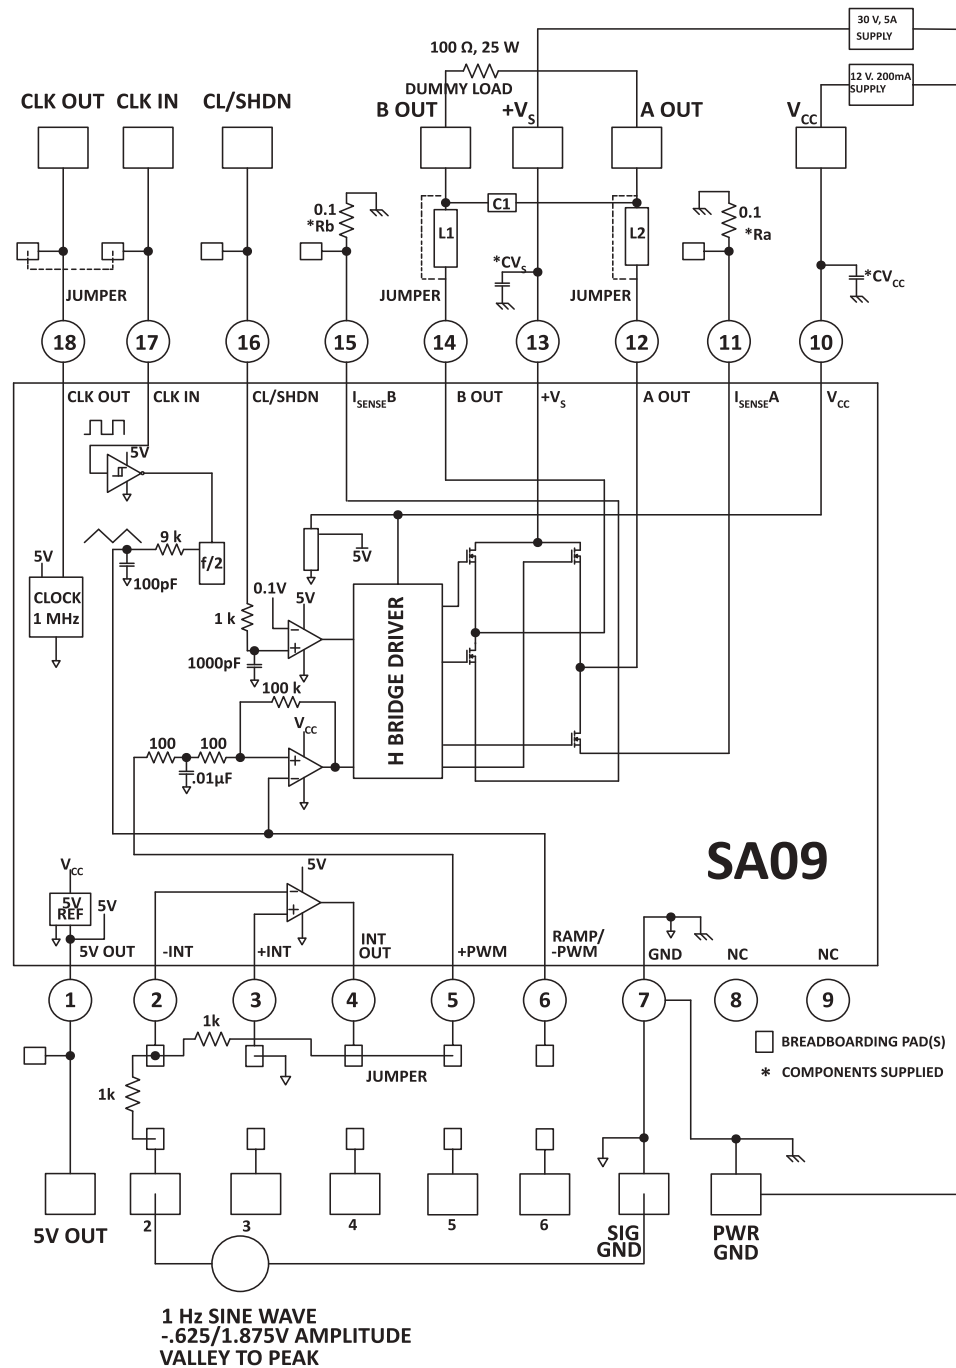 30 V, 5A
SUPPLY
100 Ω, 25 W
DUMMY LOAD
12 V. 200mA
SUPPLY
CLK OUT
CLK IN
CL/SHDN
B OUT
+VS
A OUT
VCC
0.1
*Rb
C1
L1
L2
0.1
*Ra
*CVS
*CVCC
JUMPER
JUMPER
JUMPER
18
17
16
15
14
13
12
11
10
CLK OUT
CLK IN
CL/SHDN
ISENSEB
B OUT
+VS
A OUT
ISENSEA
VCC
5V
9 k
f/2
5V
100pF
5V
CLOCK
1 MHz
0.1V
5V
1 k
1000pF
H BRIDGE DRIVER
100 k
VCC
100
100
.01µF
SA09
VCC
5V
REF
5V
5V
5V OUT
-INT
+INT
INT
OUT
+PWM
RAMP/
-PWM
GND
NC
NC
1
2
3
4
5
6
7
8
9
1k
JUMPER
1k
BREADBOARDING PAD(S)
* COMPONENTS SUPPLIED
5V OUT
2
3
4
5
6
SIG
GND
PWR
GND
1 Hz SINE WAVE
-.625/1.875V AMPLITUDE
VALLEY TO PEAK